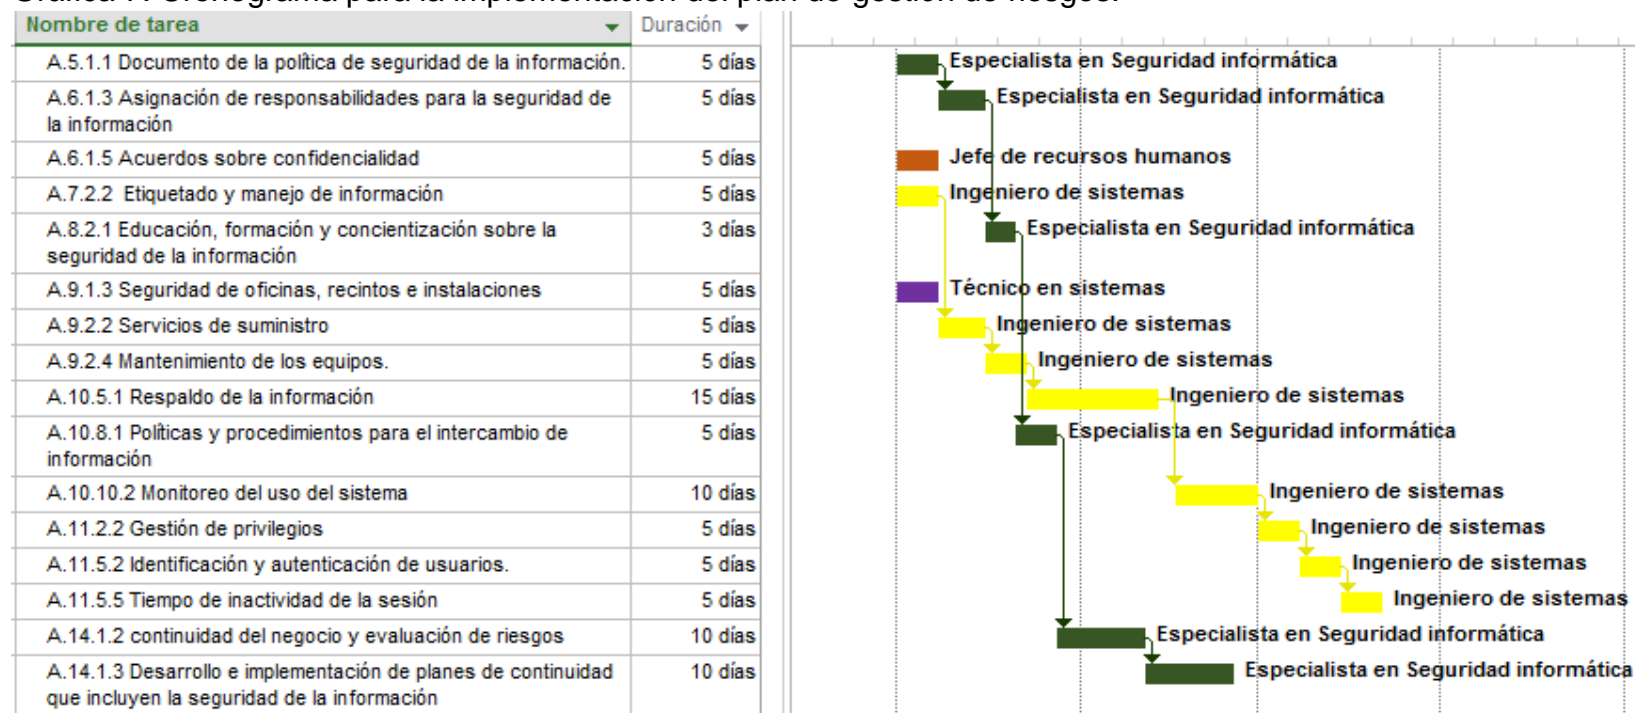 Nombre de tarea Duración
A.5.1.1 Documento de la política de seguridad de la información. 5 días Especialista en Seguridad informática
A.6.1.3 Asignación de responsabilidades para la seguridad de 5 días Especialista en Seguridad informática
la información
A.6.1.5 Acuerdos sobre confidencialidad 5 días Jefe de recursos humanos
A.7.2.2 Etiquetado y manejo de información 5 días Ingeniero de sistemas
A.8.2.1 Educación, formación y concientización sobre la 3 días Especialista en Seguridad informática
seguridad de la información
A.9.1.3 Seguridad de oficinas, recintos e instalaciones 5 días Técnico en sistemas
A.9.2.2 Servicios de suministro 5 días Ingeniero de sistemas
A.9.2.4 Mantenimiento de los equipos. 5 días Ingeniero de sistemas
A.10.5.1 Respaldo de la información 15 días Ingeniero de sistemas
A.10.8.1 Políticas y procedimientos para el intercambio de 5 días Especialista en Seguridad informática
información
A.10.10.2 Monitoreo del uso del sistema 10 días Ingeniero de sistemas
A.11.2.2 Gestión de privilegios 5 días Ingeniero de sistemas
A.11.5.2 Identificación y autenticación de usuarios. 5 días Ingeniero de sistemas
A.11.5.5 Tiempo de inactividad de la sesión 5 días Ingeniero de sistemas
A.14.1.2 continuidad del negocio y evaluación de riesgos 10 días Especialista en Seguridad informática
A.14.1.3 Desarrollo e implementación de planes de continuidad 10 días Especialista en Seguridad informática
que incluyen la seguridad de la información